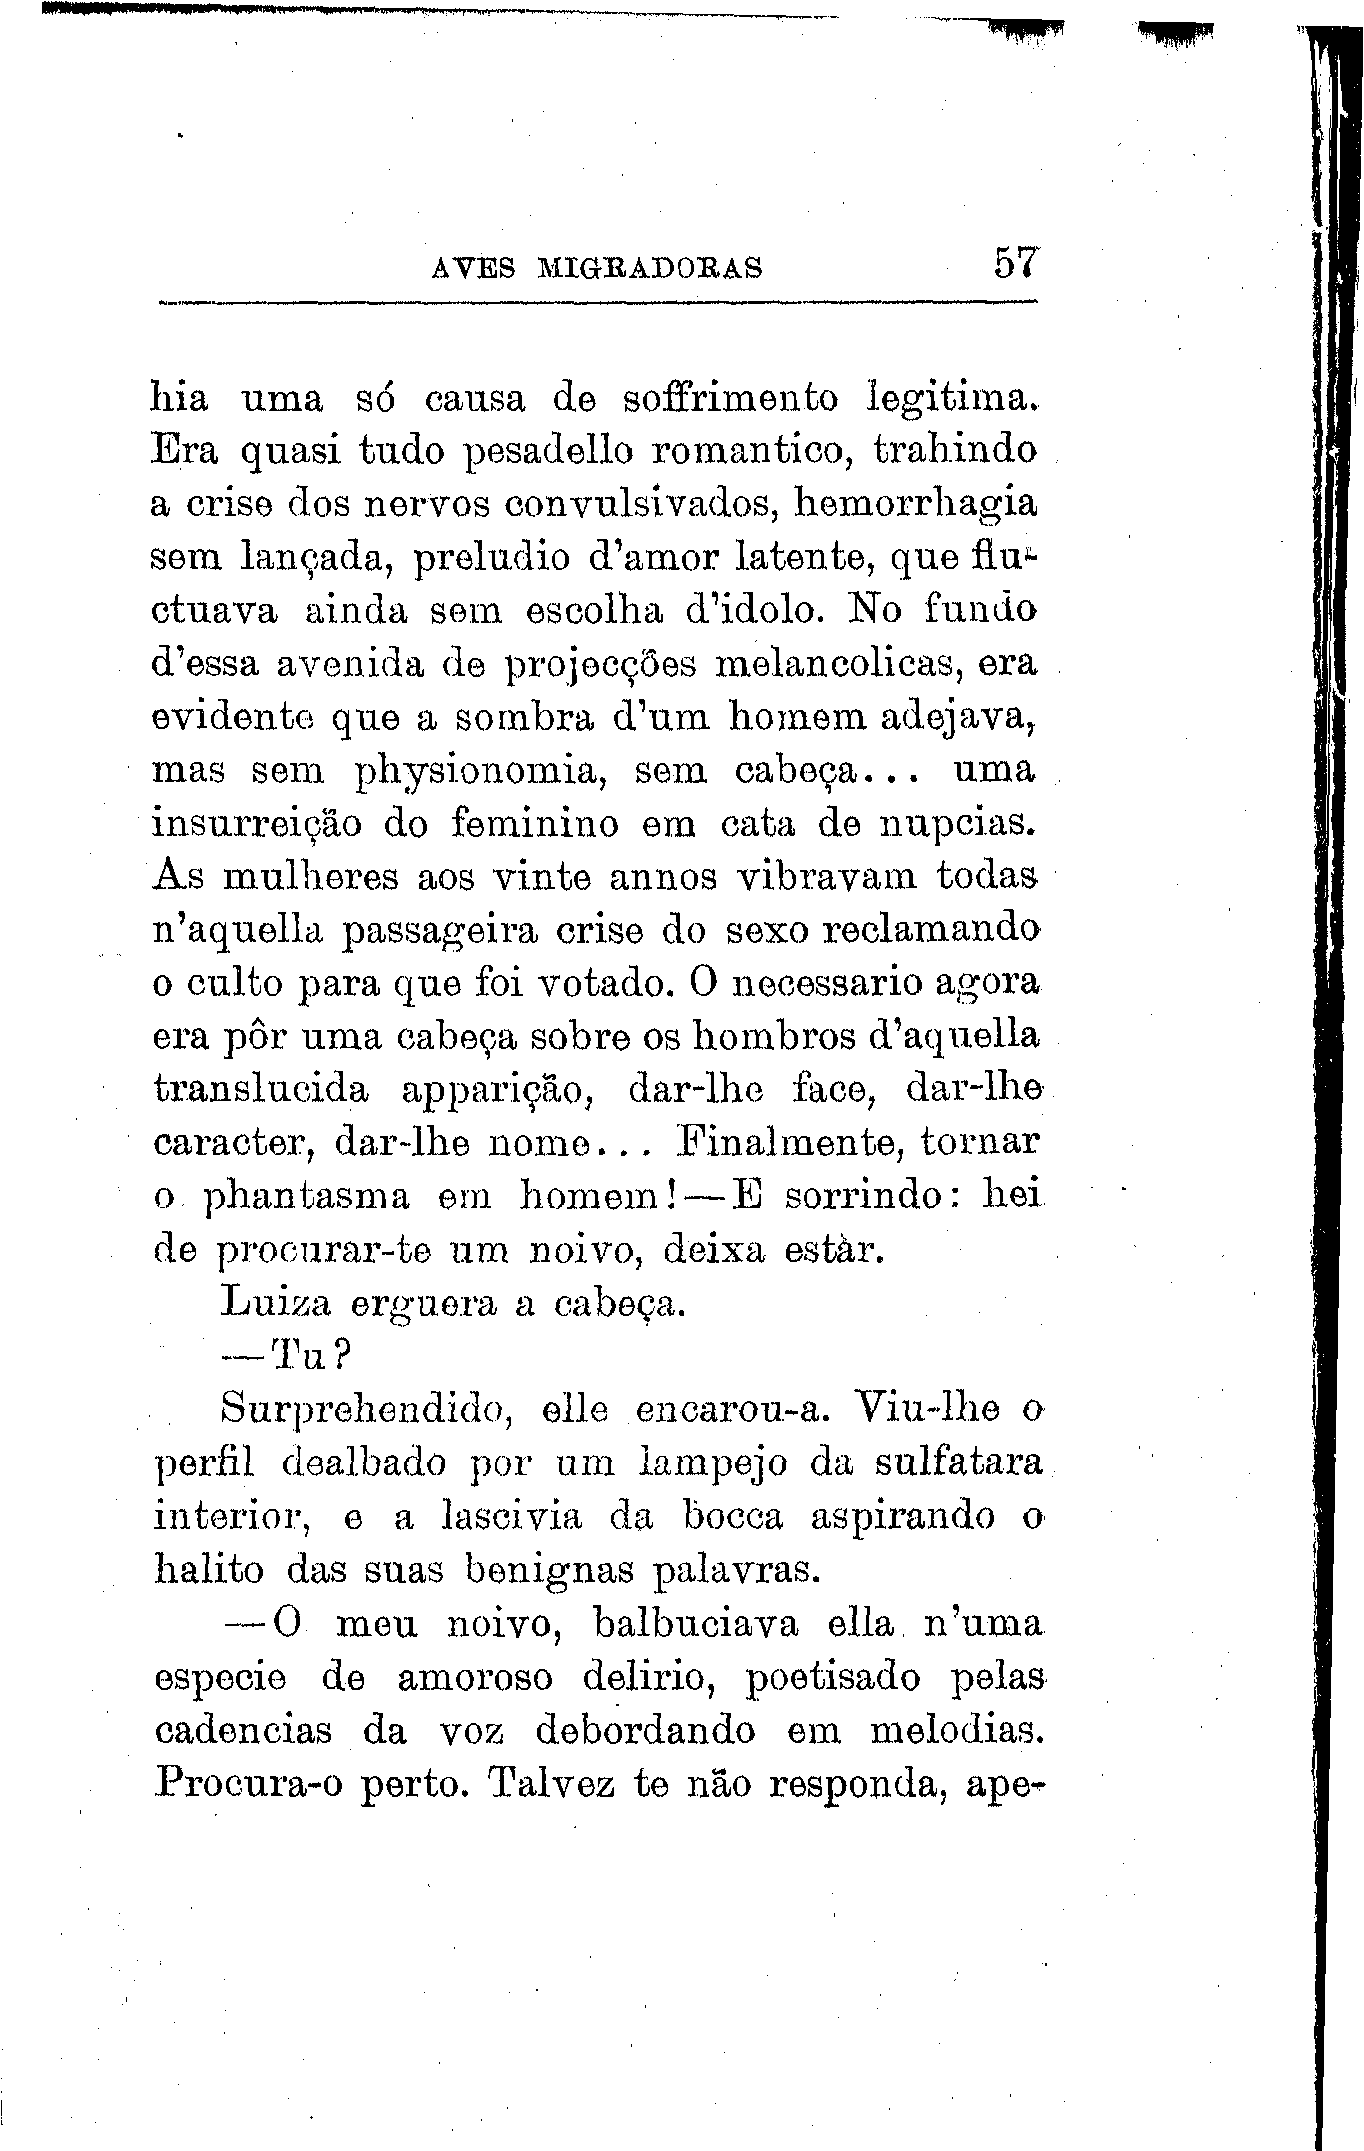 AVES MIGRADORAS 57
hia uma só causa de soffrimento legitima.
Era quasi tudo pesadello romantico, trahindo
a crise dos nervos convulsivados, hemorrhagia
sem lançada, preludio d'amor latente, que flu-
ctuava ainda sem escolha d'idolo. No fundo
d'essa avenida de projecções melancolicas, era
evidente que a sombra d'um homem adejava,
mas sem physionomia, sem cabeça... uma
insurreição do feminino em cata de nupcias.
As mulheres aos vinte annos vibravam todas
n'aquella passageira crise do sexo reclamando
o culto para que foi votado. O necessario agora
era pôr uma cabeça sobre os hombros d'aquella
translucida apparição, dar-lhe face, dar-lhe
caracter, dar-lhe nome... Finalmente, tornar
o phantasma em homem!—E sorrindo: hei
de procurar-te um noivo, deixa estàr.
Luiza erguera a cabeça.
—Tu?
Surprehendido, elle encarou-a. Viu-lhe o
perfil dealbado por um lampejo da sulfatara
interior, e a lascivia da bocca aspirando o
halito das suas benignas palavras.
—O meu noivo, balbuciava ella n'uma
especie de amoroso delirio, poetisado pelas
cadencias da voz debordando em melodias.
Procura-o perto. Talvez te não responda, ape-